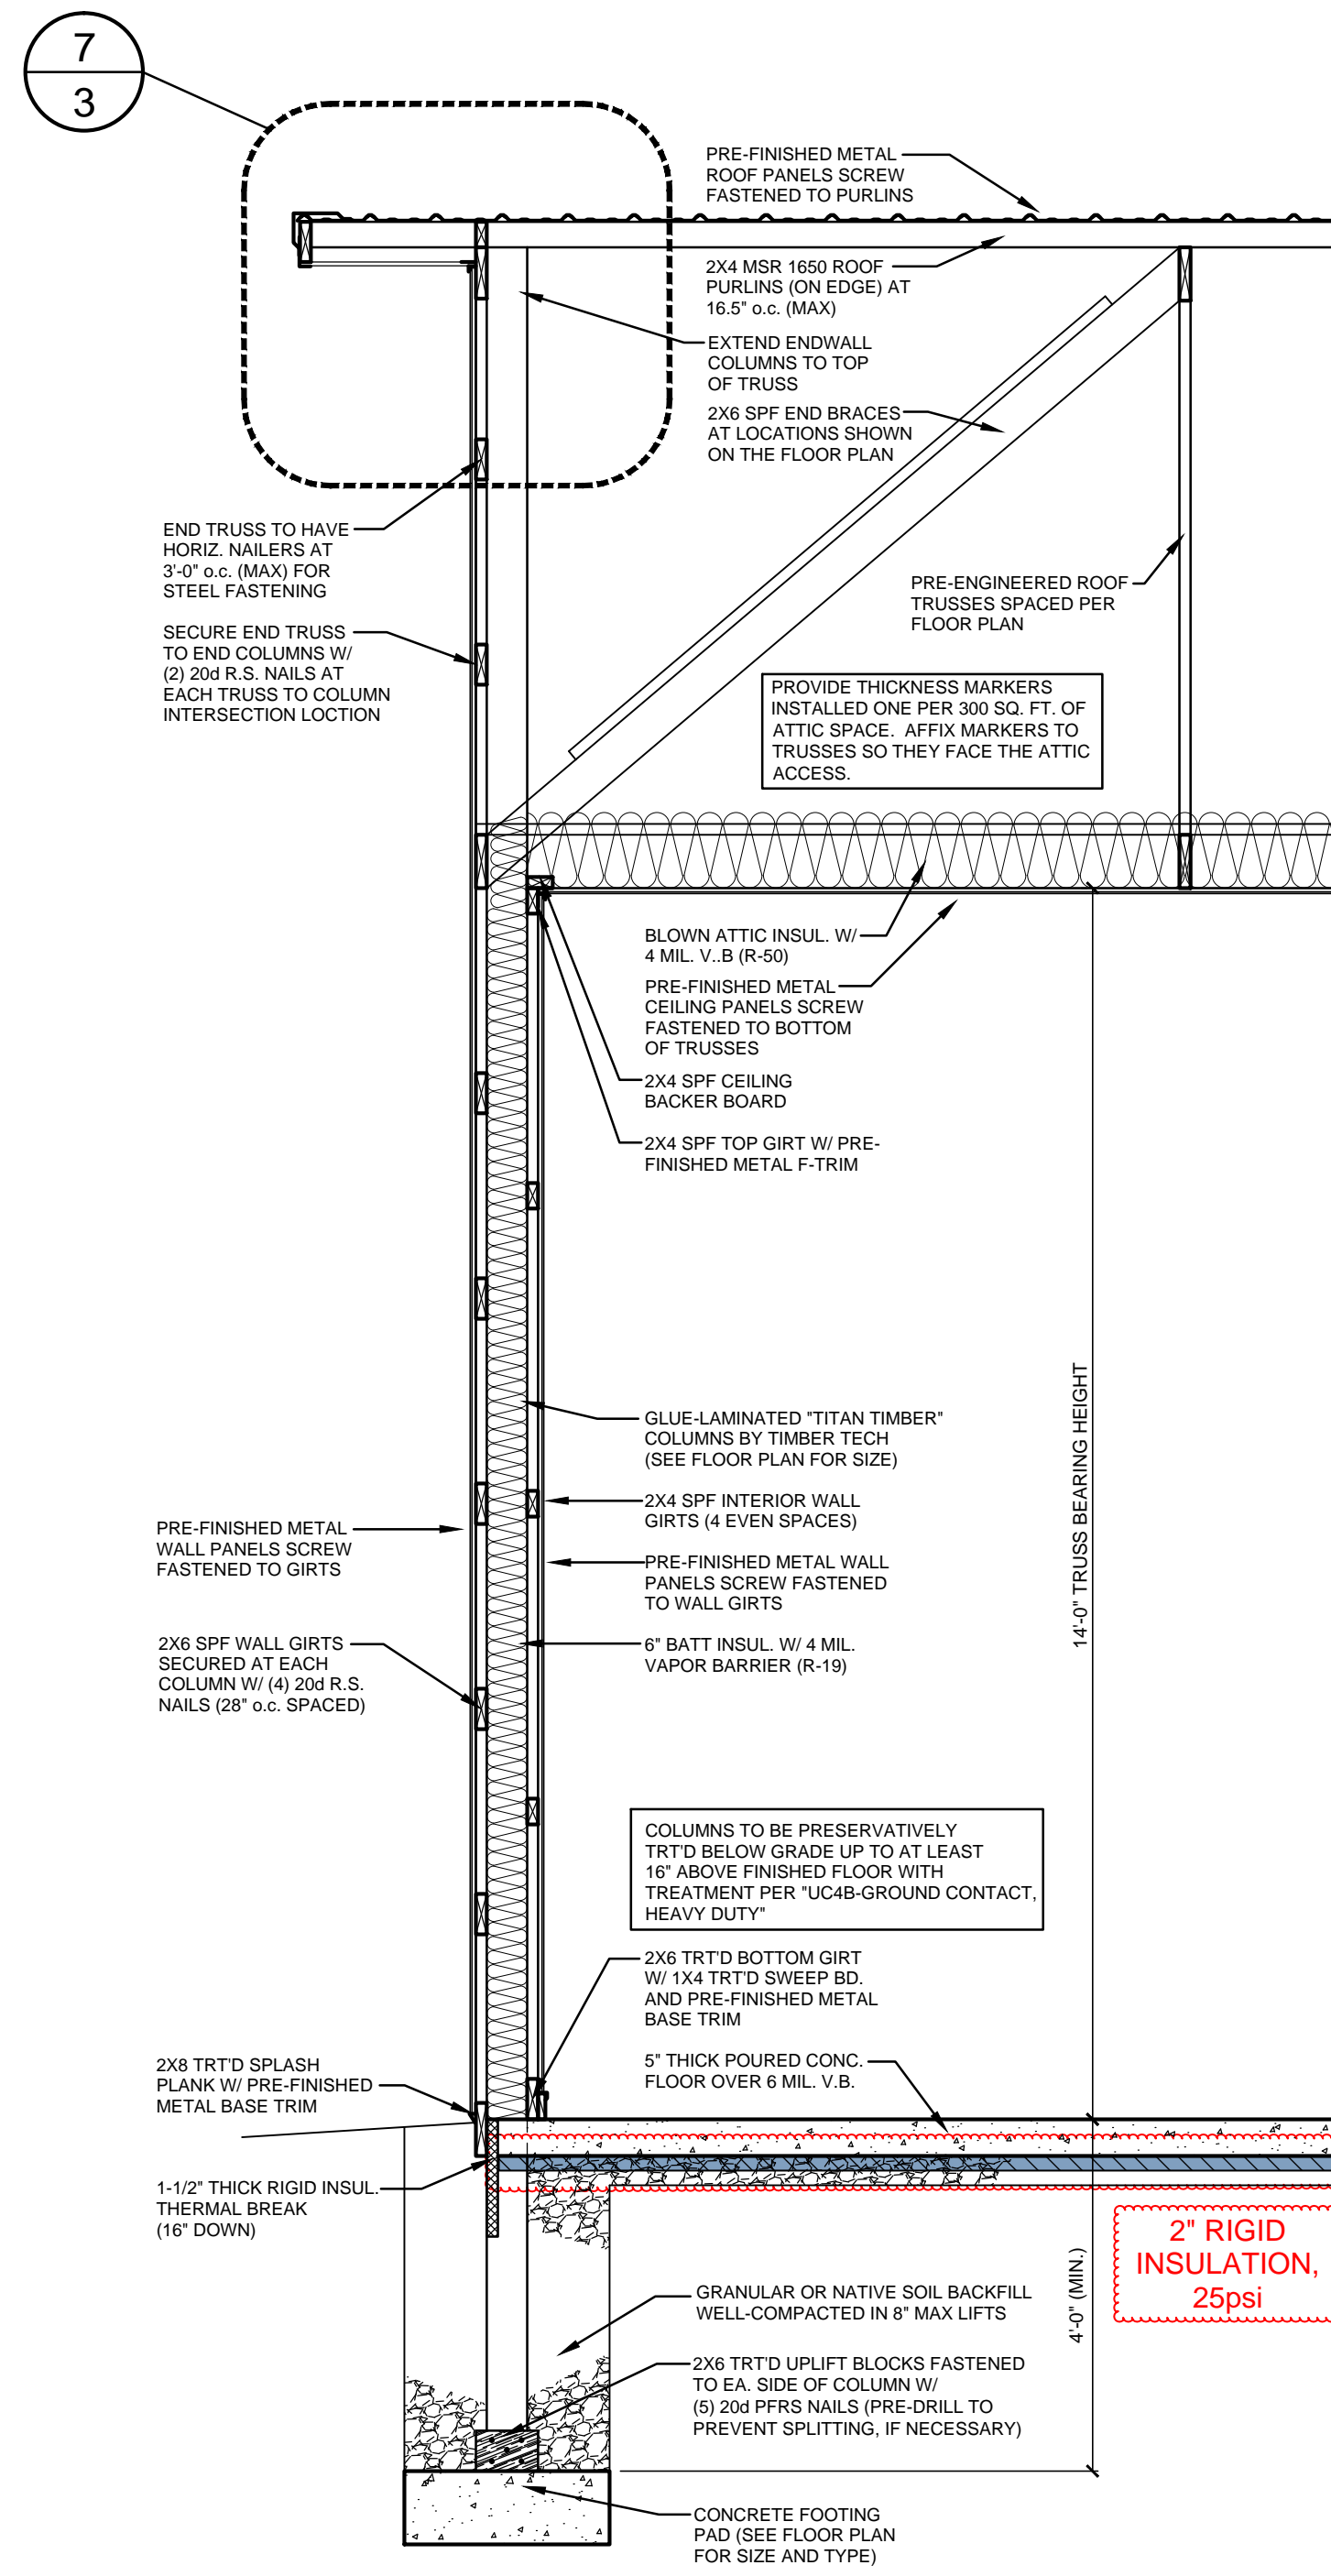 7
3
PRE-FINISHED METAL
ROOF PANELS SCREW
FASTENED TO PURLINS
2X4 MSR 1650 ROOF
PURLINS (ON EDGE) AT
16.5" o.c. (MAX)
EXTEND ENDWALL
COLUMNS TO TOP
OF TRUSS
2X6 SPF END BRACES
AT LOCATIONS SHOWN
ON THE FLOOR PLAN
END TRUSS TO HAVE
HORIZ. NAILERS AT
3'-0" o.c. (MAX) FOR
STEEL FASTENING
PRE-ENGINEERED ROOF
TRUSSES SPACED PER
FLOOR PLAN
SECURE END TRUSS
TO END COLUMNS W/
(2) 20d R.S. NAILS AT
EACH TRUSS TO COLUMN
INTERSECTION LOCTION
PROVIDE THICKNESS MARKERS
INSTALLED ONE PER 300 SQ. FT. OF
ATTIC SPACE.  AFFIX MARKERS TO
TRUSSES SO THEY FACE THE ATTIC
ACCESS.
BLOWN ATTIC INSUL. W/
4 MIL. V..B (R-50)
PRE-FINISHED METAL
CEILING PANELS SCREW
FASTENED TO BOTTOM
OF TRUSSES
2X4 SPF CEILING
BACKER BOARD
2X4 SPF TOP GIRT W/ PRE-
FINISHED METAL F-TRIM
14'-0" TRUSS BEARING HEIGHT
GLUE-LAMINATED "TITAN TIMBER"
COLUMNS BY TIMBER TECH
(SEE FLOOR PLAN FOR SIZE)
2X4 SPF INTERIOR WALL
GIRTS (4 EVEN SPACES)
PRE-FINISHED METAL
WALL PANELS SCREW
FASTENED TO GIRTS
PRE-FINISHED METAL WALL
PANELS SCREW FASTENED
TO WALL GIRTS
2X6 SPF WALL GIRTS
SECURED AT EACH
COLUMN W/ (4) 20d R.S.
NAILS (28" o.c. SPACED)
6" BATT INSUL. W/ 4 MIL.
VAPOR BARRIER (R-19)
COLUMNS TO BE PRESERVATIVELY
TRT'D BELOW GRADE UP TO AT LEAST
16" ABOVE FINISHED FLOOR WITH
TREATMENT PER "UC4B-GROUND CONTACT,
HEAVY DUTY"
2X6 TRT'D BOTTOM GIRT
W/ 1X4 TRT'D SWEEP BD.
AND PRE-FINISHED METAL
BASE TRIM
2X8 TRT'D SPLASH
PLANK W/ PRE-FINISHED
METAL BASE TRIM
5" THICK POURED CONC.
FLOOR OVER 6 MIL. V.B.
1-1/2" THICK RIGID INSUL.
THERMAL BREAK
(16" DOWN)
2" RIGID
INSULATION,
25psi
4'-0" (MIN.)
GRANULAR OR NATIVE SOIL BACKFILL
WELL-COMPACTED IN 8" MAX LIFTS
2X6 TRT'D UPLIFT BLOCKS FASTENED
TO EA. SIDE OF COLUMN W/
(5) 20d PFRS NAILS (PRE-DRILL TO
PREVENT SPLITTING, IF NECESSARY)
CONCRETE FOOTING
PAD (SEE FLOOR PLAN
FOR SIZE AND TYPE)